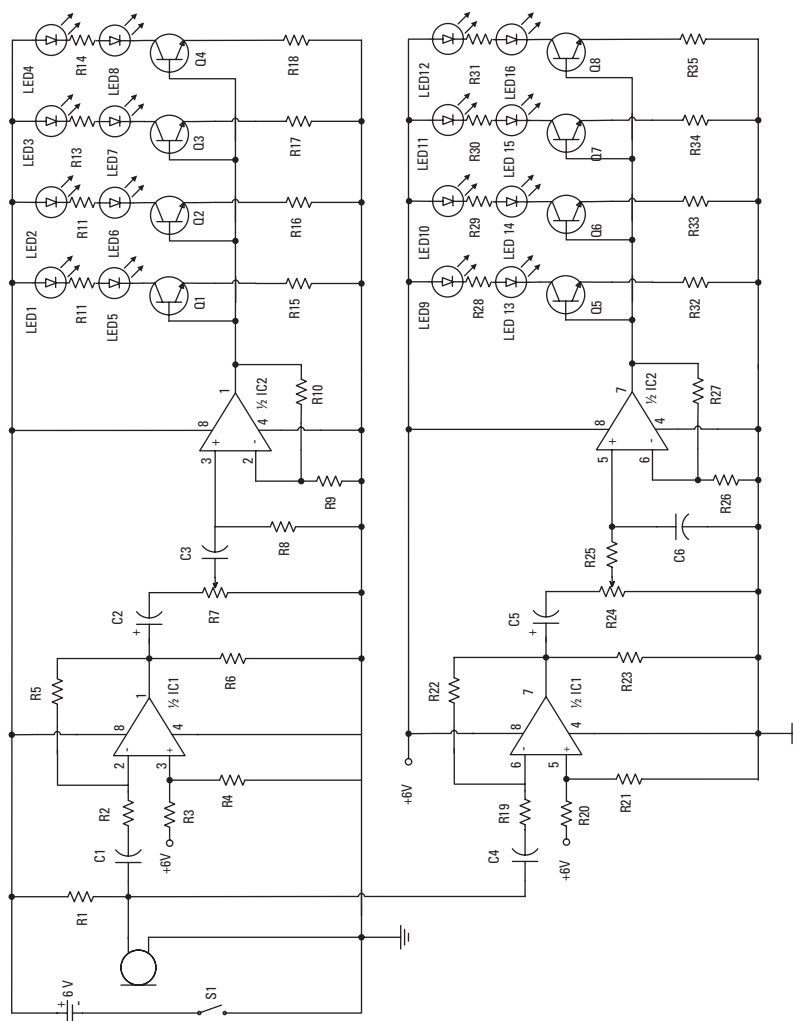 +
6 V
-
S1
R1
C1
R2
R3
+6V
R4
R5
2
-
3
+
8
4
1
½ IC1
R6
+
C2
R7
C3
R8
3
+
2
-
8
4
1
½ IC2
R9
R10
LED1
R11
LED5
Q1
R15
LED2
R11
LED6
Q2
R16
LED3
R13
LED7
Q3
R17
LED4
R14
LED8
Q4
R18
+6V
C4
R19
R20
+6V
R21
R22
6
-
5
+
8
4
7
½ IC1
R23
+
C5
R24
R25
C6
5
+
6
-
8
4
7
½ IC2
R26
R27
LED9
R28
LED 13
Q5
R32
LED10
R29
LED 14
Q6
R33
LED11
R30
LED 15
Q7
R34
LED12
R31
LED16
Q8
R35